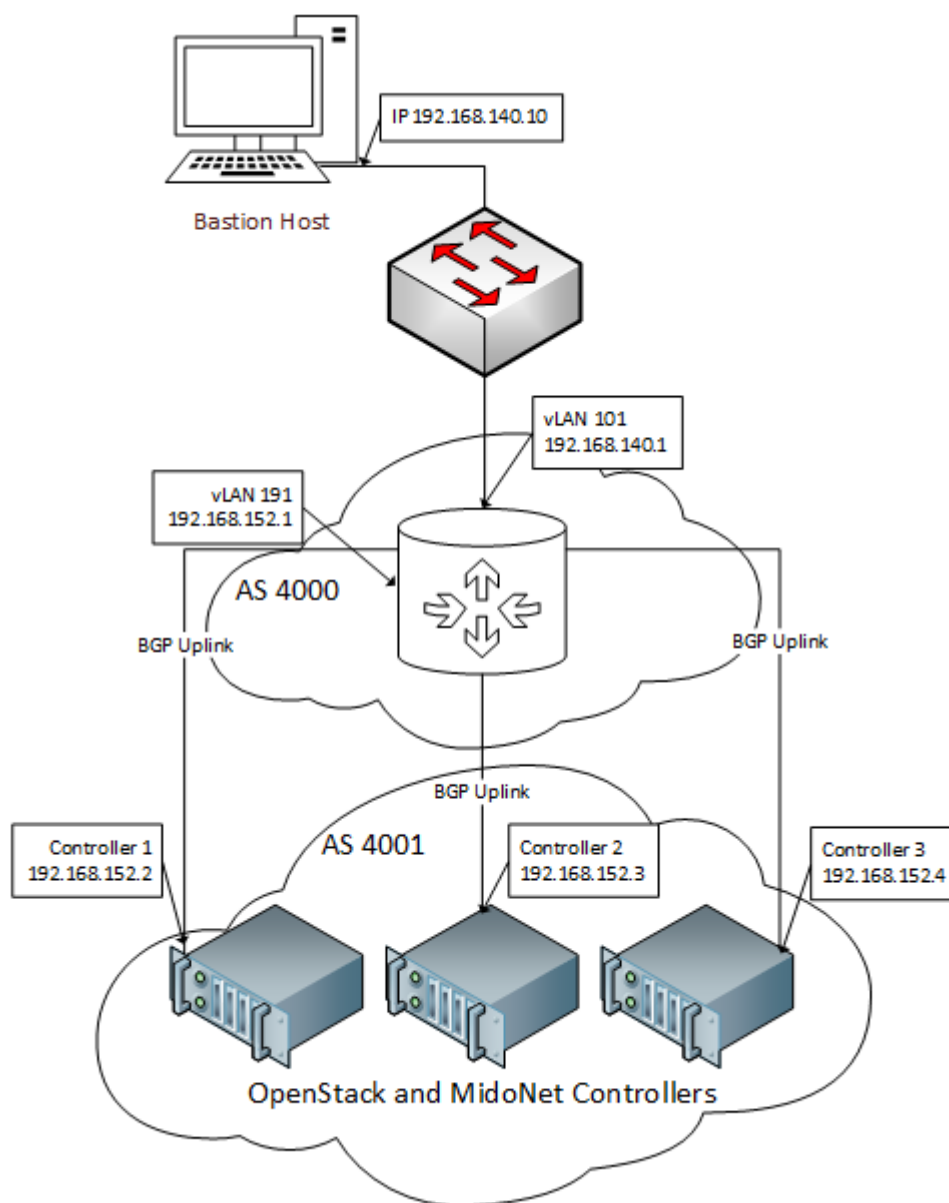 IP 192.168.140.10
Bastion Host
vLAN 101
192.168.140.1
vLAN 191
192.168.152.1
AS 4000
BGP Uplink
BGP Uplink
BGP Uplink
AS 4001
Controller 1
192.168.152.2
Controller 2
192.168.152.3
Controller 3
192.168.152.4
OpenStack and MidoNet Controllers